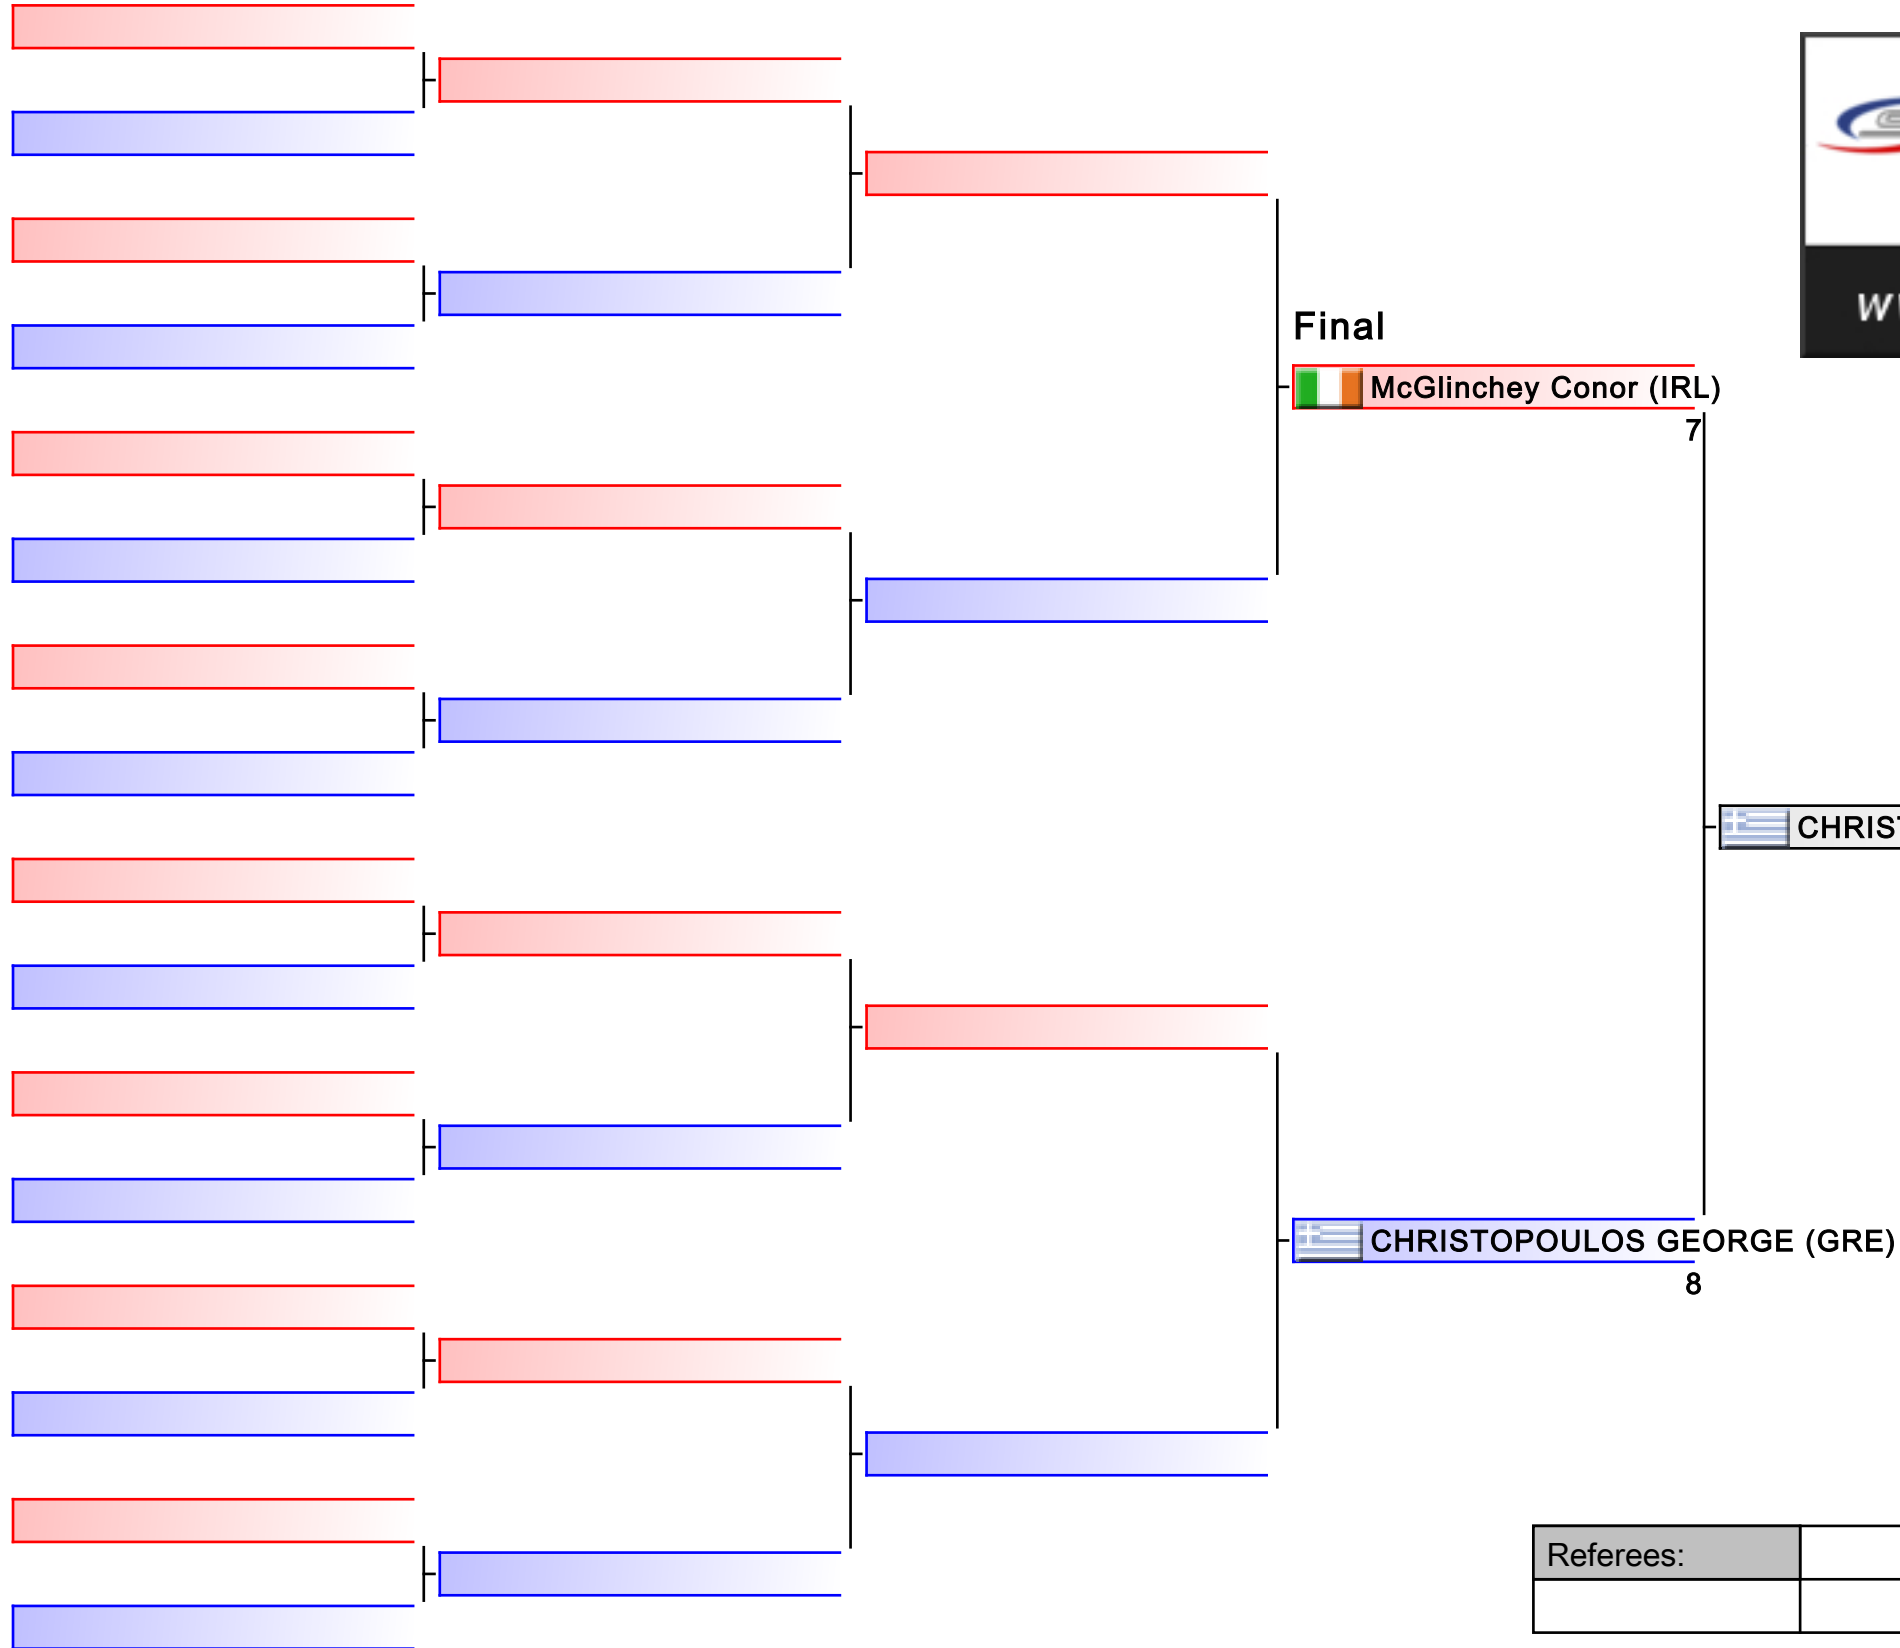 Final
McGlinchey Conor (IRL)
7
CHRISTOPOULOS GEORGE (GRE)
8
Referees: